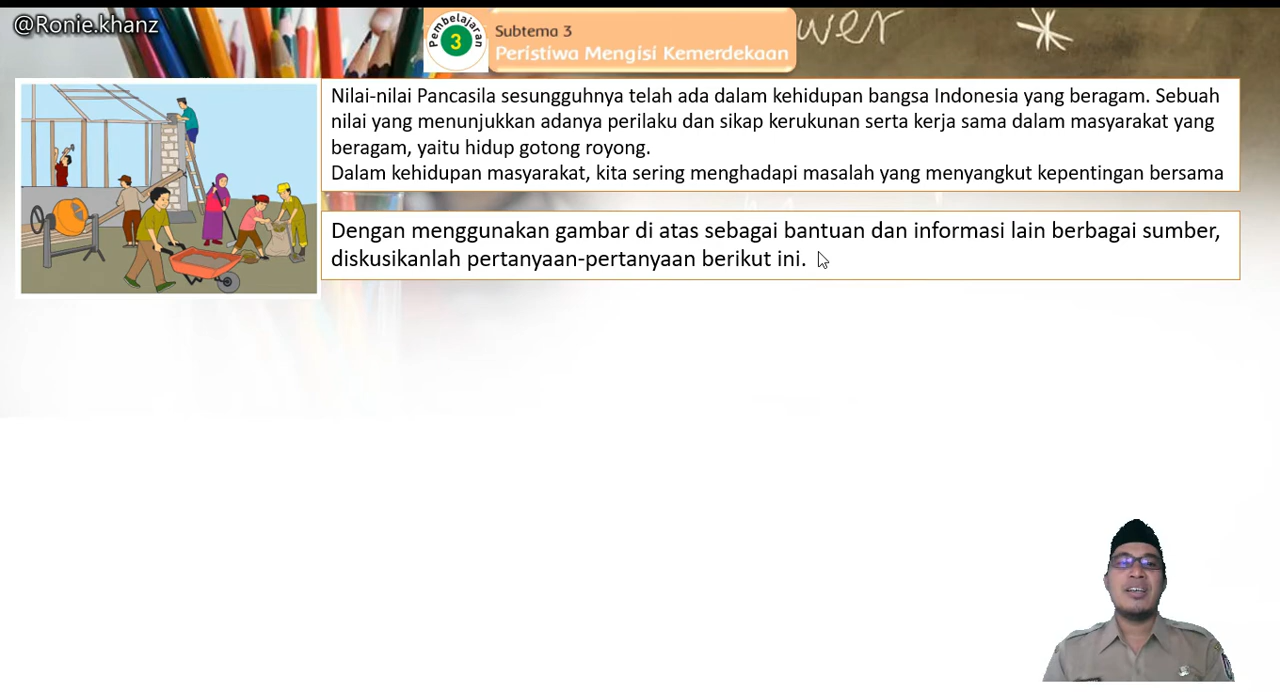 @Ronie.khanz
Pembelajaran
3
Subtema 3
Peristiwa Mengisi Kemerdekaan
wer
Nilai-nilai Pancasila sesungguhnya telah ada dalam kehidupan bangsa Indonesia yang beragam. Sebuah
nilai yang menunjukkan adanya perilaku dan sikap kerukunan serta kerja sama dalam masyarakat yang
beragam, yaitu hidup gotong royong.
Dalam kehidupan masyarakat, kita sering menghadapi masalah yang menyangkut kepentingan bersama
Dengan menggunakan gambar di atas sebagai bantuan dan informasi lain berbagai sumber,
diskusikanlah pertanyaan-pertanyaan berikut ini.